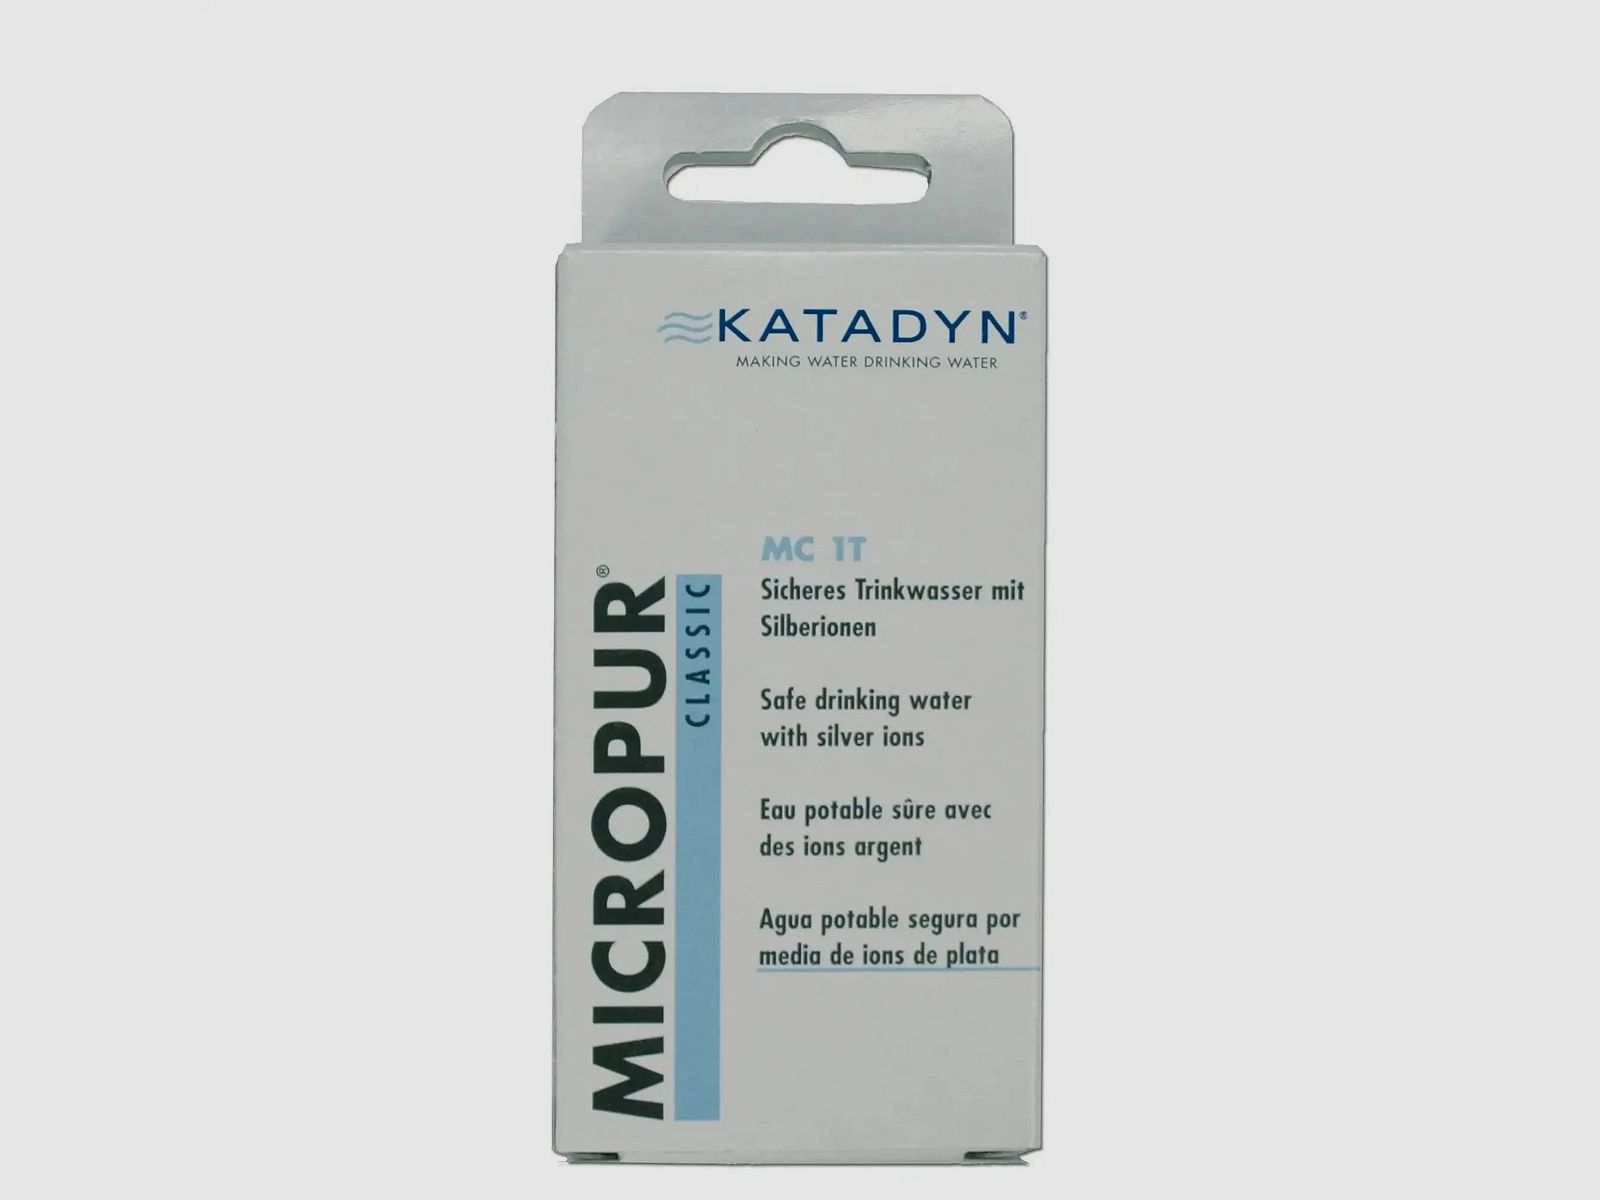 KATADYN®
MAKING WATER DRINKING WATER
MICROPUR®
CLASSIC
MC 1T
Sicheres Trinkwasser mit
Silberionen
Safe drinking water
with silver ions
Eau potable sûre avec
des ions argent
Agua potable segura por
media de ions de plata